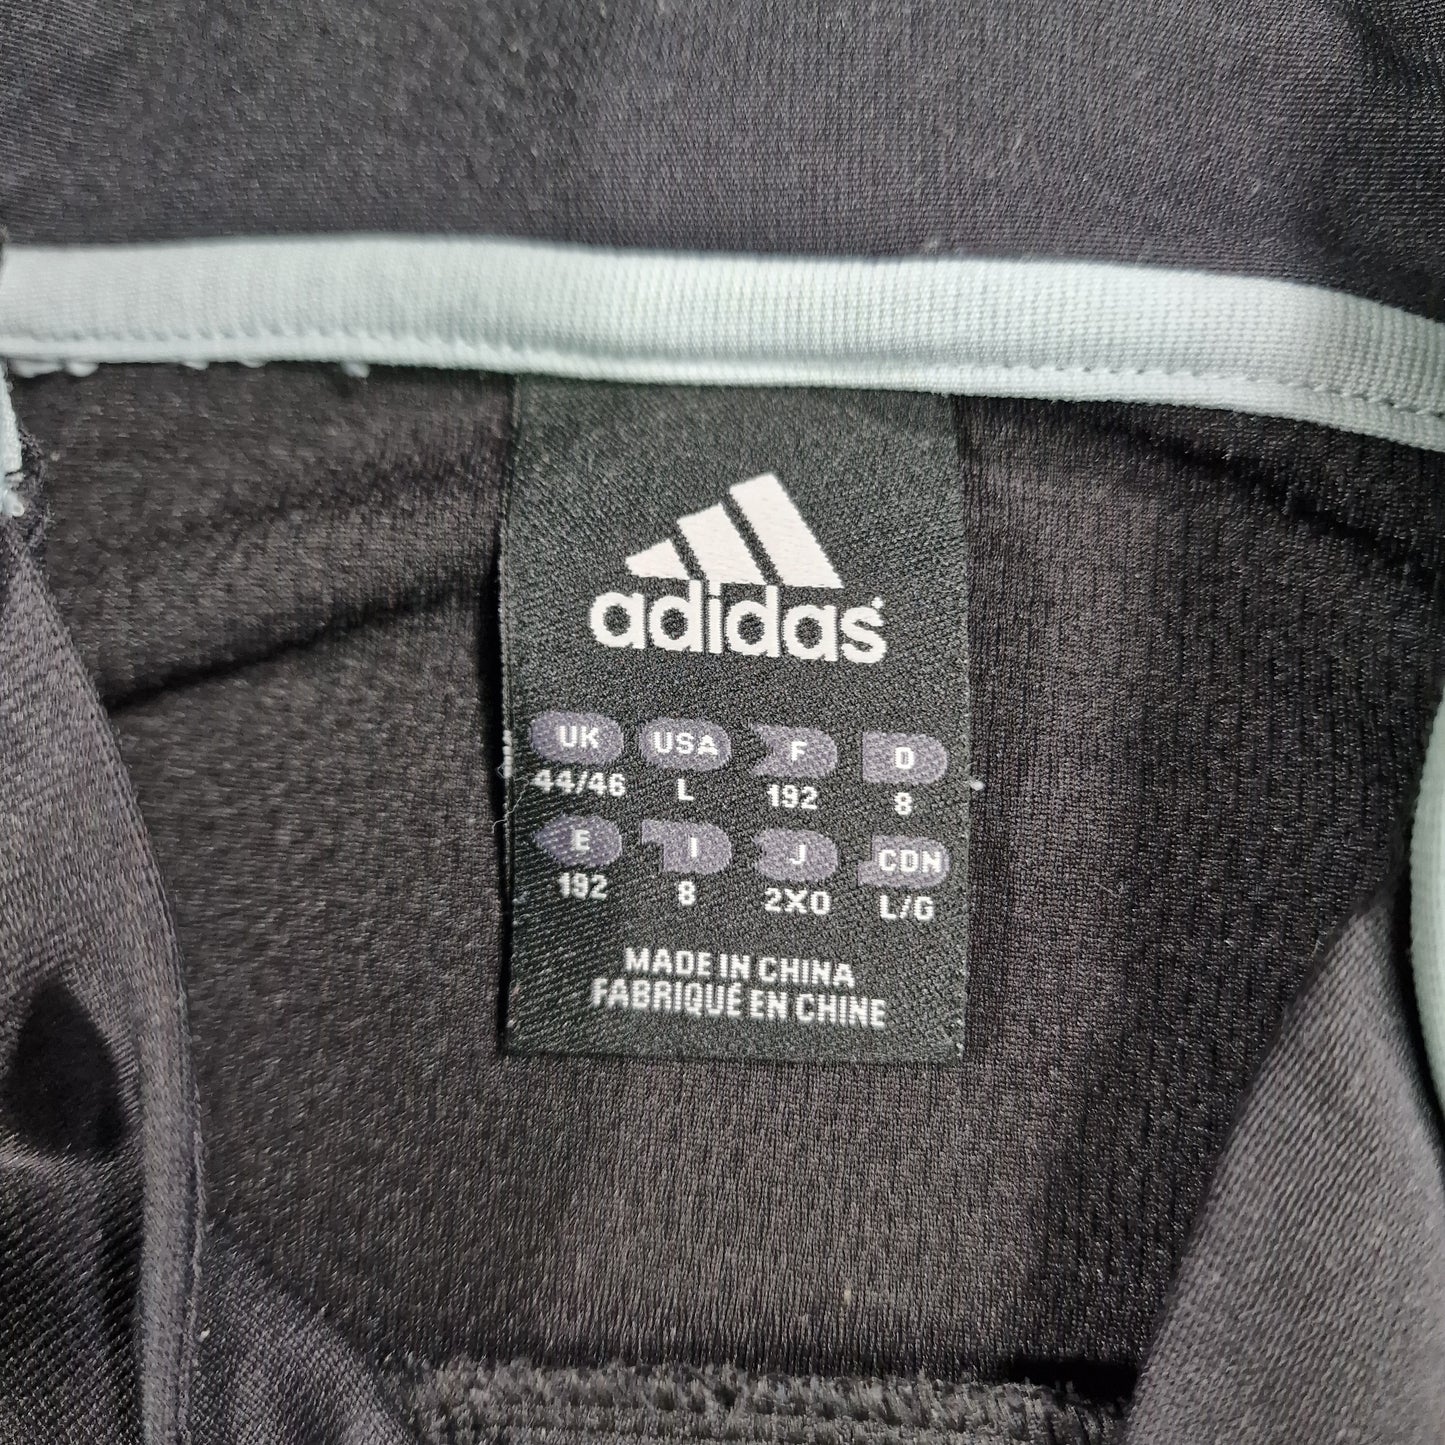 adidas
UK USA F D
44/46 L 192 8
E I J CDN
192 8 2XO L/G
MADE IN CHINA
FABRIQUÉ EN CHINE